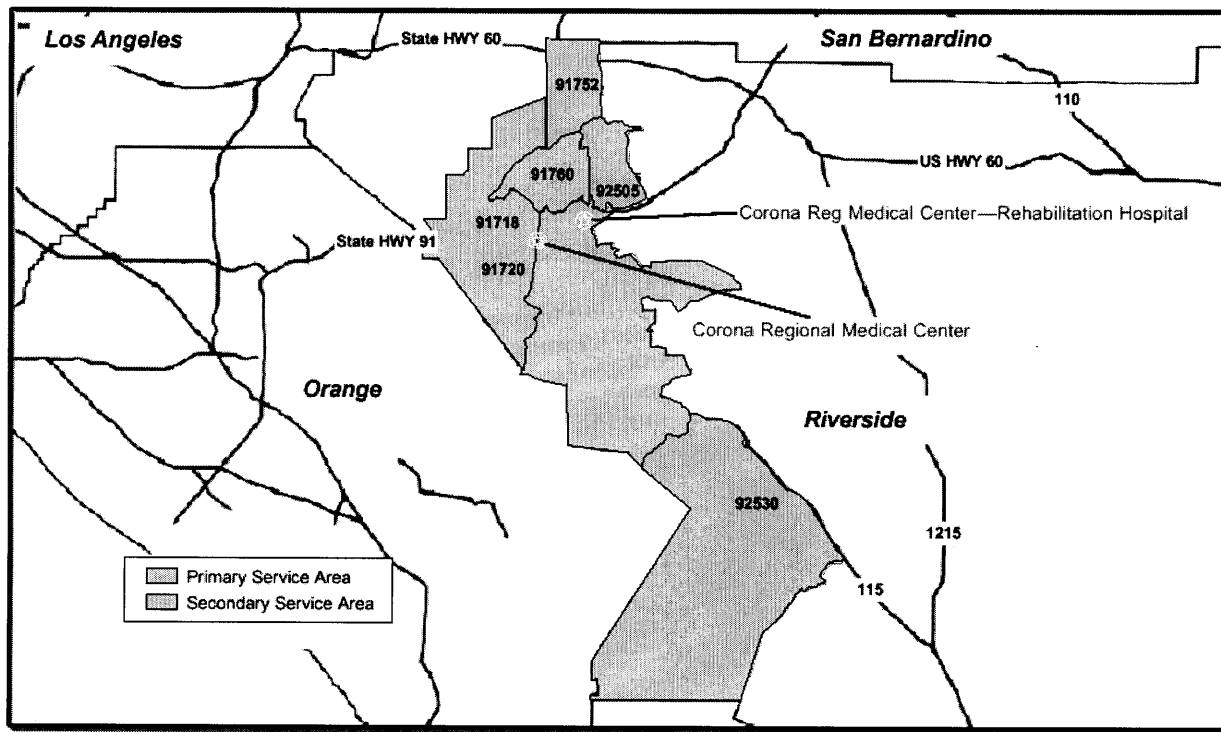 Los Angeles
State HWY 60
San Bernardino
91752
110
US HWY 60
91760
92505
Corona Reg Medical Center—Rehabilitation Hospital
91718
State HWY 91
91720
Corona Regional Medical Center
Orange
Riverside
92530
1215
115
Primary Service Area
Secondary Service Area